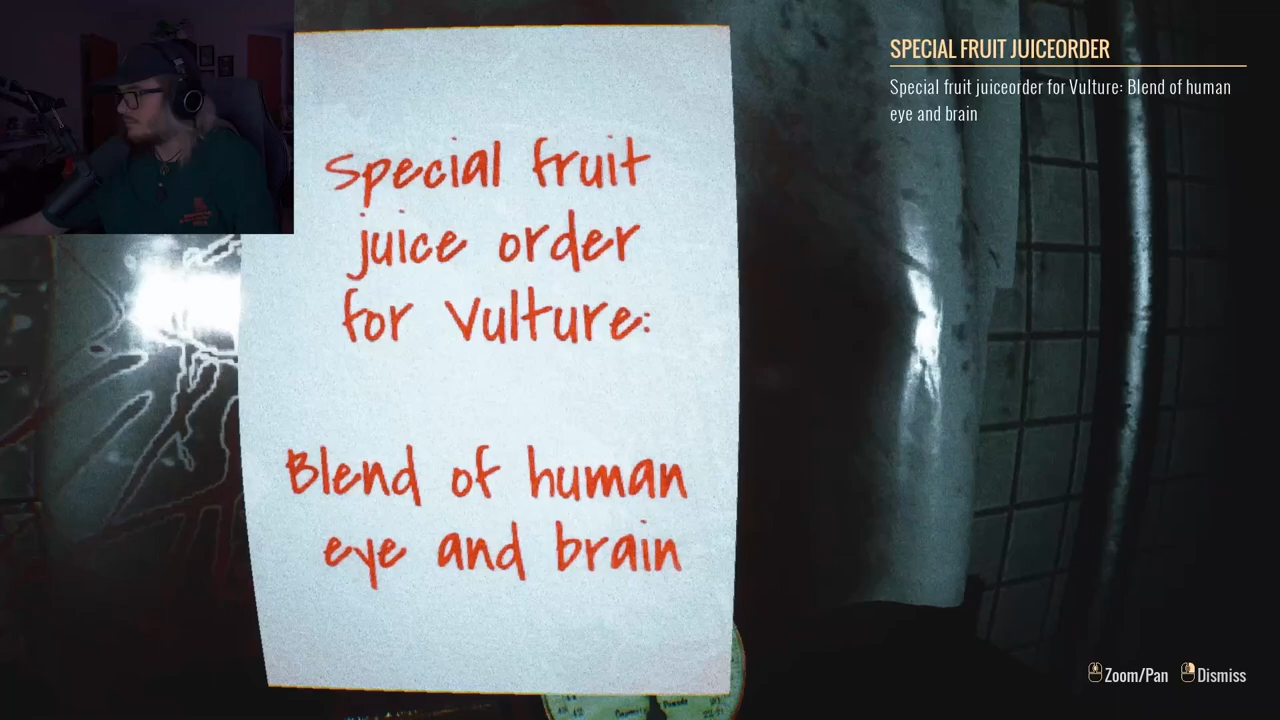 Special fruit
juice order
for Vulture:
Blend of human
eye and brain
SPECIAL FRUIT JUICEORDER
Special fruit juiceorder for Vulture: Blend of human
eye and brain
Zoom/Pan
Dismiss